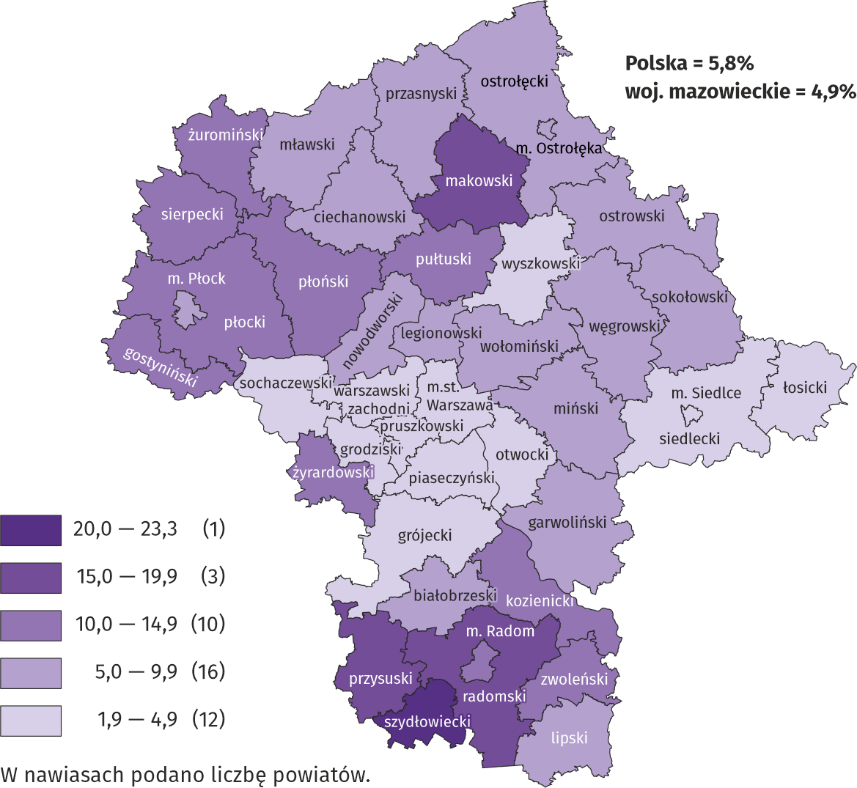 Polska = 5,8%
woj. mazowieckie = 4,9%
ostrołęcki
przasnyski
żuromiński
mławski
m. Ostrołęka
makowski
sierpecki
ciechanowski
ostrowski
pułtuski
wyszkowski
m. Płock
płoński
sokołowski
płocki
nowodworski
legionowski
węgrowski
wołomiński
gostyniński
sochaczewski
warszawski
zachodni
m.st.
Warszawa
m. Siedlce
łosicki
miński
pruszkowski
siedlecki
grodziski
otwocki
żyrardowski
piaseczyński
garwoliński
grójecki
białobrzeski
kozienicki
m. Radom
przysuski
zwoleński
radomski
szydłowiecki
lipski
20,0 — 23,3 (1)
15,0 — 19,9 (3)
10,0 — 14,9 (10)
5,0 — 9,9 (16)
1,9 — 4,9 (12)
W nawiasach podano liczbę powiatów.